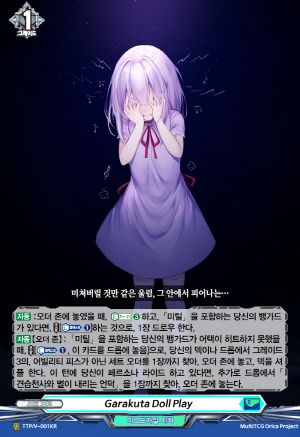 1
그레이드
미쳐버릴 것만 같은 울림, 그 안에서 피어나는…
자동 :오더 존에 놓였을 때, 하고, 「미틸」을 포함하는 당신의 뱅가드
가 있다면, 1 하는 것으로, 1장 드로우 한다.
자동【오더 존】: 「미틸」을 포함하는 당신의 뱅가드가 어택이 히트하지 못했을
때, 1 , 이 카드를 드롭에 놓음]으로, 당신의 덱이나 드롭에서 그레이드
3의, 어빌리티 피스가 아닌 세트 오더를 1장까지 찾아, 오더 존에 놓고, 덱을 셔
플 한다. 이 턴에 당신이 페르소나 라이드 하고 있다면, 추가로 드롭에서 「
견습천사와 별이 내리는 언덕」을 1장까지 찾아, 오더 존에 놓는다.
Garakuta Doll Play
TTP/V-001KR
MultiTCG Orica Project